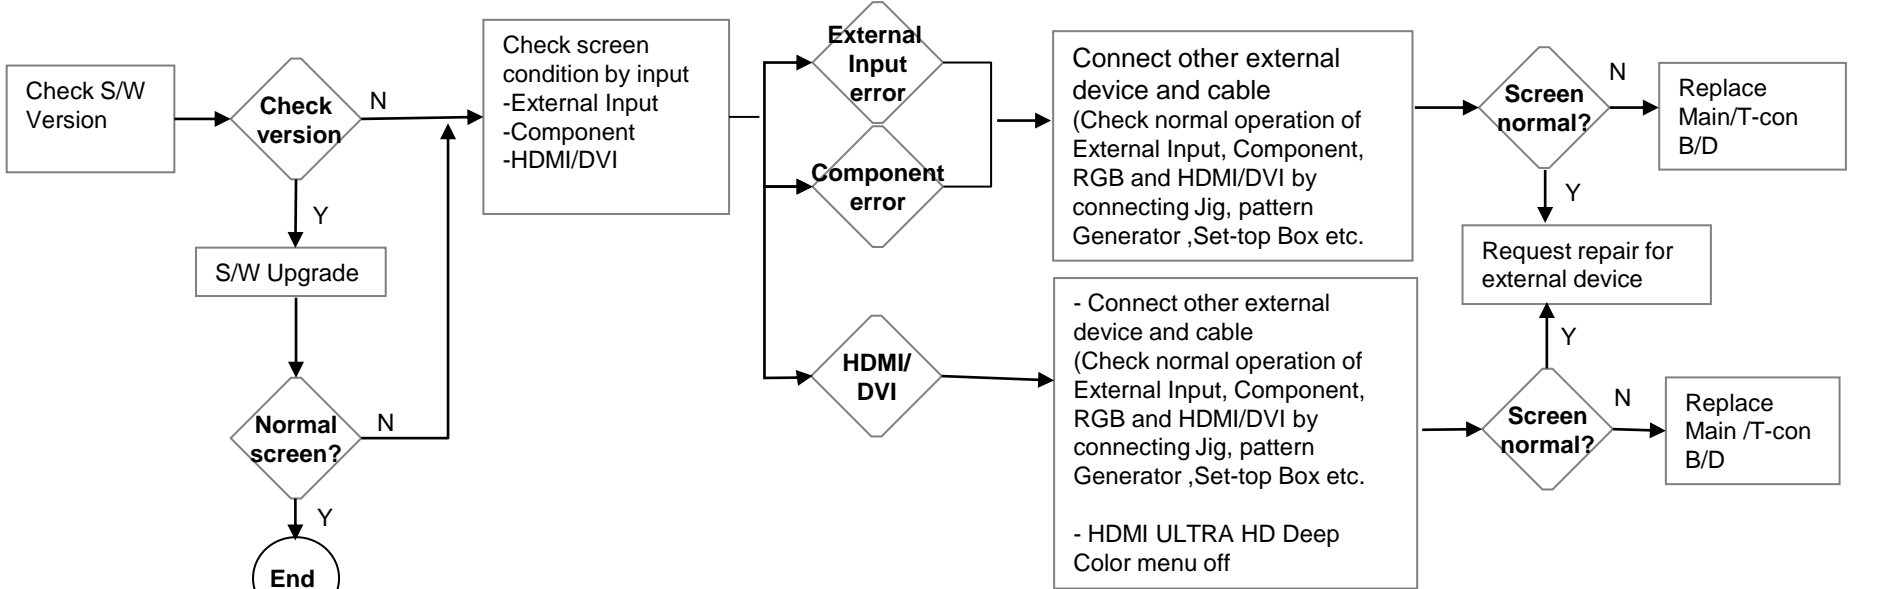 Check S/W
Version
Check
version
N
Y
S/W Upgrade
Normal
screen?
N
Y
End
Check screen
condition by input
-External Input
-Component
-HDMI/DVI
External
Input
error
Component
error
HDMI/
DVI
Connect other external
device and cable
(Check normal operation of
External Input, Component,
RGB and HDMI/DVI by
connecting Jig, pattern
Generator ,Set-top Box etc.
- Connect other external
device and cable
(Check normal operation of
External Input, Component,
RGB and HDMI/DVI by
connecting Jig, pattern
Generator ,Set-top Box etc.
- HDMI ULTRA HD Deep
Color menu off
Screen
normal?
N
Replace
Main/T-con
B/D
Y
Request repair for
external device
Y
Screen
normal?
N
Replace
Main /T-con
B/D